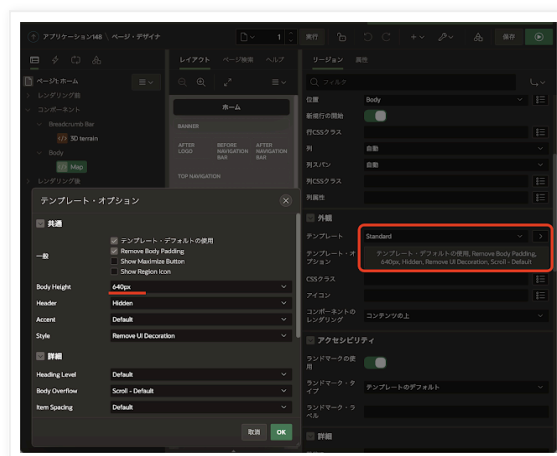 アプリケーション148 \ ページ・デザイナ
1
実行
保存
レイアウト ページ検索 ヘルプ
リージョン 属性
ページ1: ホーム
レンダリング前
コンポーネント
Breadcrumb Bar
3D terrain
Body
Map
レンダリング後
ホーム
BANNER
AFTER LOGO
BEFORE NAVIGATION BAR
AFTER NAVIGATION BAR
TOP NAVIGATION
フィルタ
位置 Body
新規行の開始
行CSSクラス
列 自動
列スパン 自動
列CSSクラス
列属性
外観
テンプレート Standard
テンプレート・オプション
テンプレート・デフォルトの使用, Remove Body Padding,
640px, Hidden, Remove UI Decoration, Scroll - Default
CSSクラス
アイコン
コンポーネントのレンダリング コンテンツの上
アクセシビリティ
ランドマークの使用
ランドマーク・タイプ テンプレートのデフォルト
ランドマーク・ラベル
詳細
テンプレート・オプション
共通
一般
テンプレート・デフォルトの使用
Remove Body Padding
Show Maximize Button
Show Region Icon
Body Height 640px
Header Hidden
Accent Default
Style Remove UI Decoration
詳細
Heading Level Default
Body Overflow Scroll - Default
Item Spacing Default
取消 OK